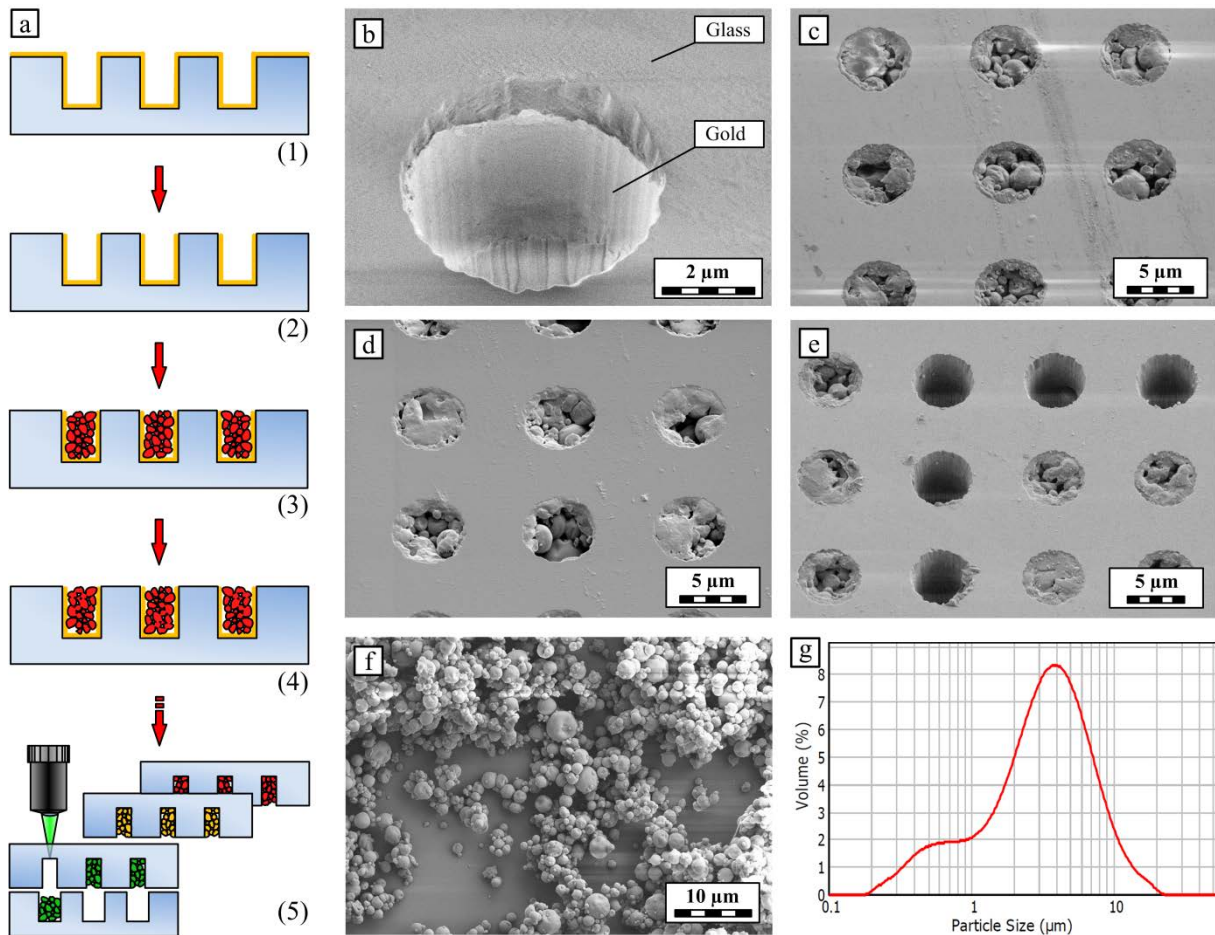 a
(1)
(2)
(3)
(4)
(5)
b
Glass
Gold
2 µm
c
5 µm
d
5 µm
e
5 µm
f
10 µm
g
8
7
6
5
4
3
2
1
0
Volume (%)
0.1
1
10
Particle Size (µm)